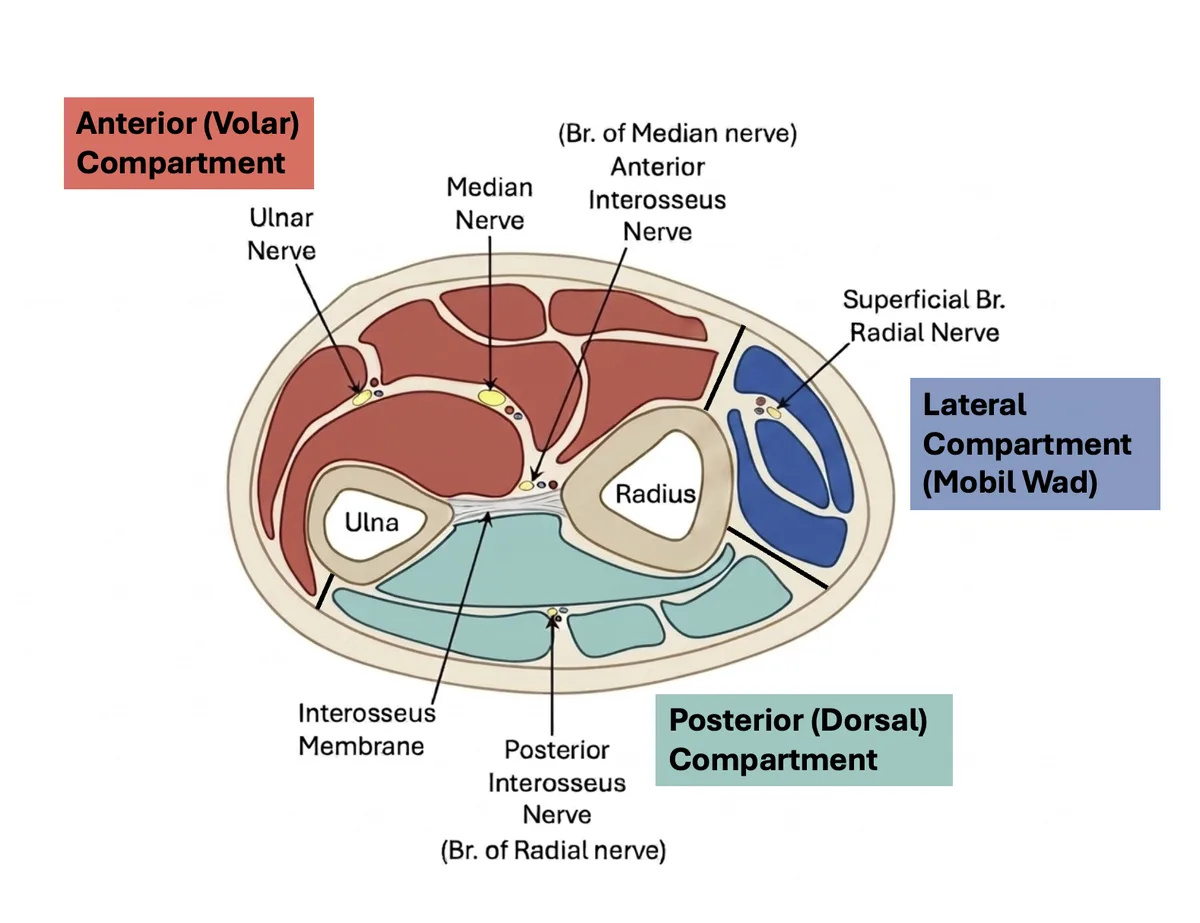 Anterior (Volar)
Compartment
(Br. of Median nerve)
Anterior
Interosseus
Nerve
Median
Nerve
Ulnar
Nerve
Superficial Br.
Radial Nerve
Lateral
Compartment
(Mobil Wad)
Radius
Ulna
Interosseus
Membrane
Posterior
Interosseus
Nerve
(Br. of Radial nerve)
Posterior (Dorsal)
Compartment